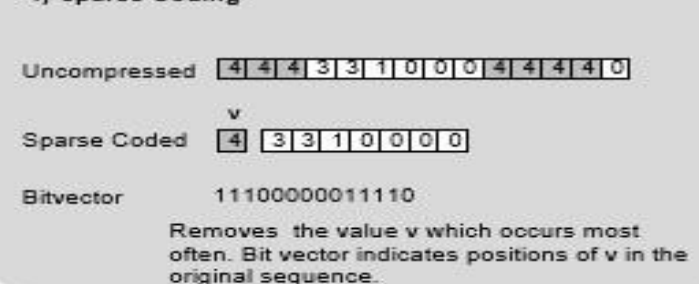 Sparse Coding
Uncompressed 4 4 4 3 3 1 0 0 0 4 4 4 4 0
v
Sparse Coded 4 3 3 1 0 0 0 0
Bitvector 11100000011110
Removes the value v which occurs most
often. Bit vector indicates positions of v in the
original sequence.